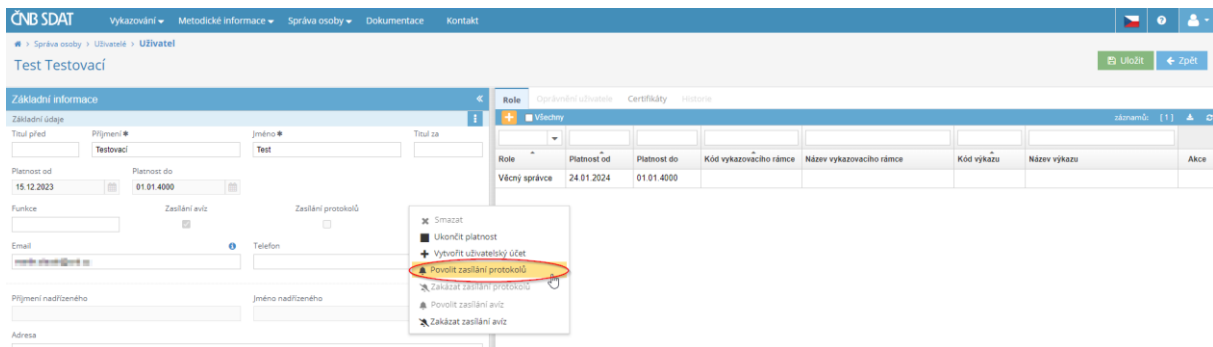 ČNB SDAT Vykazování Metodické informace Správa osoby Dokumentace Kontakt
> Správa osoby > Uživatelé > Uživatel
Test Testovací
Uložit Zpět
Základní informace
Základní údaje
Titul před Příjmení Jméno Titul za
Testovací Test
Platnost od Platnost do
15.12.2023 01.01.4000
Funkce Zasílání avíz Zasílání protokolů
Email Telefon
Příjmení nadřízeného Jméno nadřízeného
Adresa
Smazat
Ukončit platnost
Vytvořit uživatelský účet
Povolit zasílání protokolů
Zakázat zasílání protokolů
Povolit zasílání avíz
Zakázat zasílání avíz
Role Oprávnění uživatele Certifikáty Historie
Všechny záznamů: [ 1 ]
Role Platnost od Platnost do Kód vykazovacího rámce Název vykazovacího rámce Kód výkazu Název výkazu Akce
Věcný správce 24.01.2024 01.01.4000